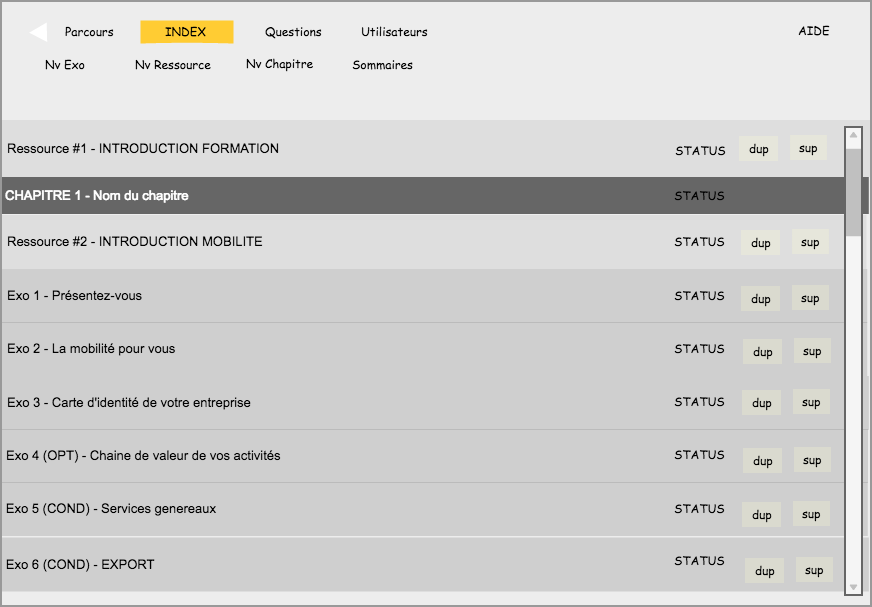 Parcours INDEX Questions Utilisateurs AIDE
Nv Exo Nv Ressource Nv Chapitre Sommaires
Ressource #1 - INTRODUCTION FORMATION STATUS dup sup
CHAPITRE 1 - Nom du chapitre STATUS
Ressource #2 - INTRODUCTION MOBILITE STATUS dup sup
Exo 1 - Présentez-vous STATUS dup sup
Exo 2 - La mobilité pour vous STATUS dup sup
Exo 3 - Carte d'identité de votre entreprise STATUS dup sup
Exo 4 (OPT) - Chaine de valeur de vos activités STATUS dup sup
Exo 5 (COND) - Services genereaux STATUS dup sup
Exo 6 (COND) - EXPORT STATUS dup sup